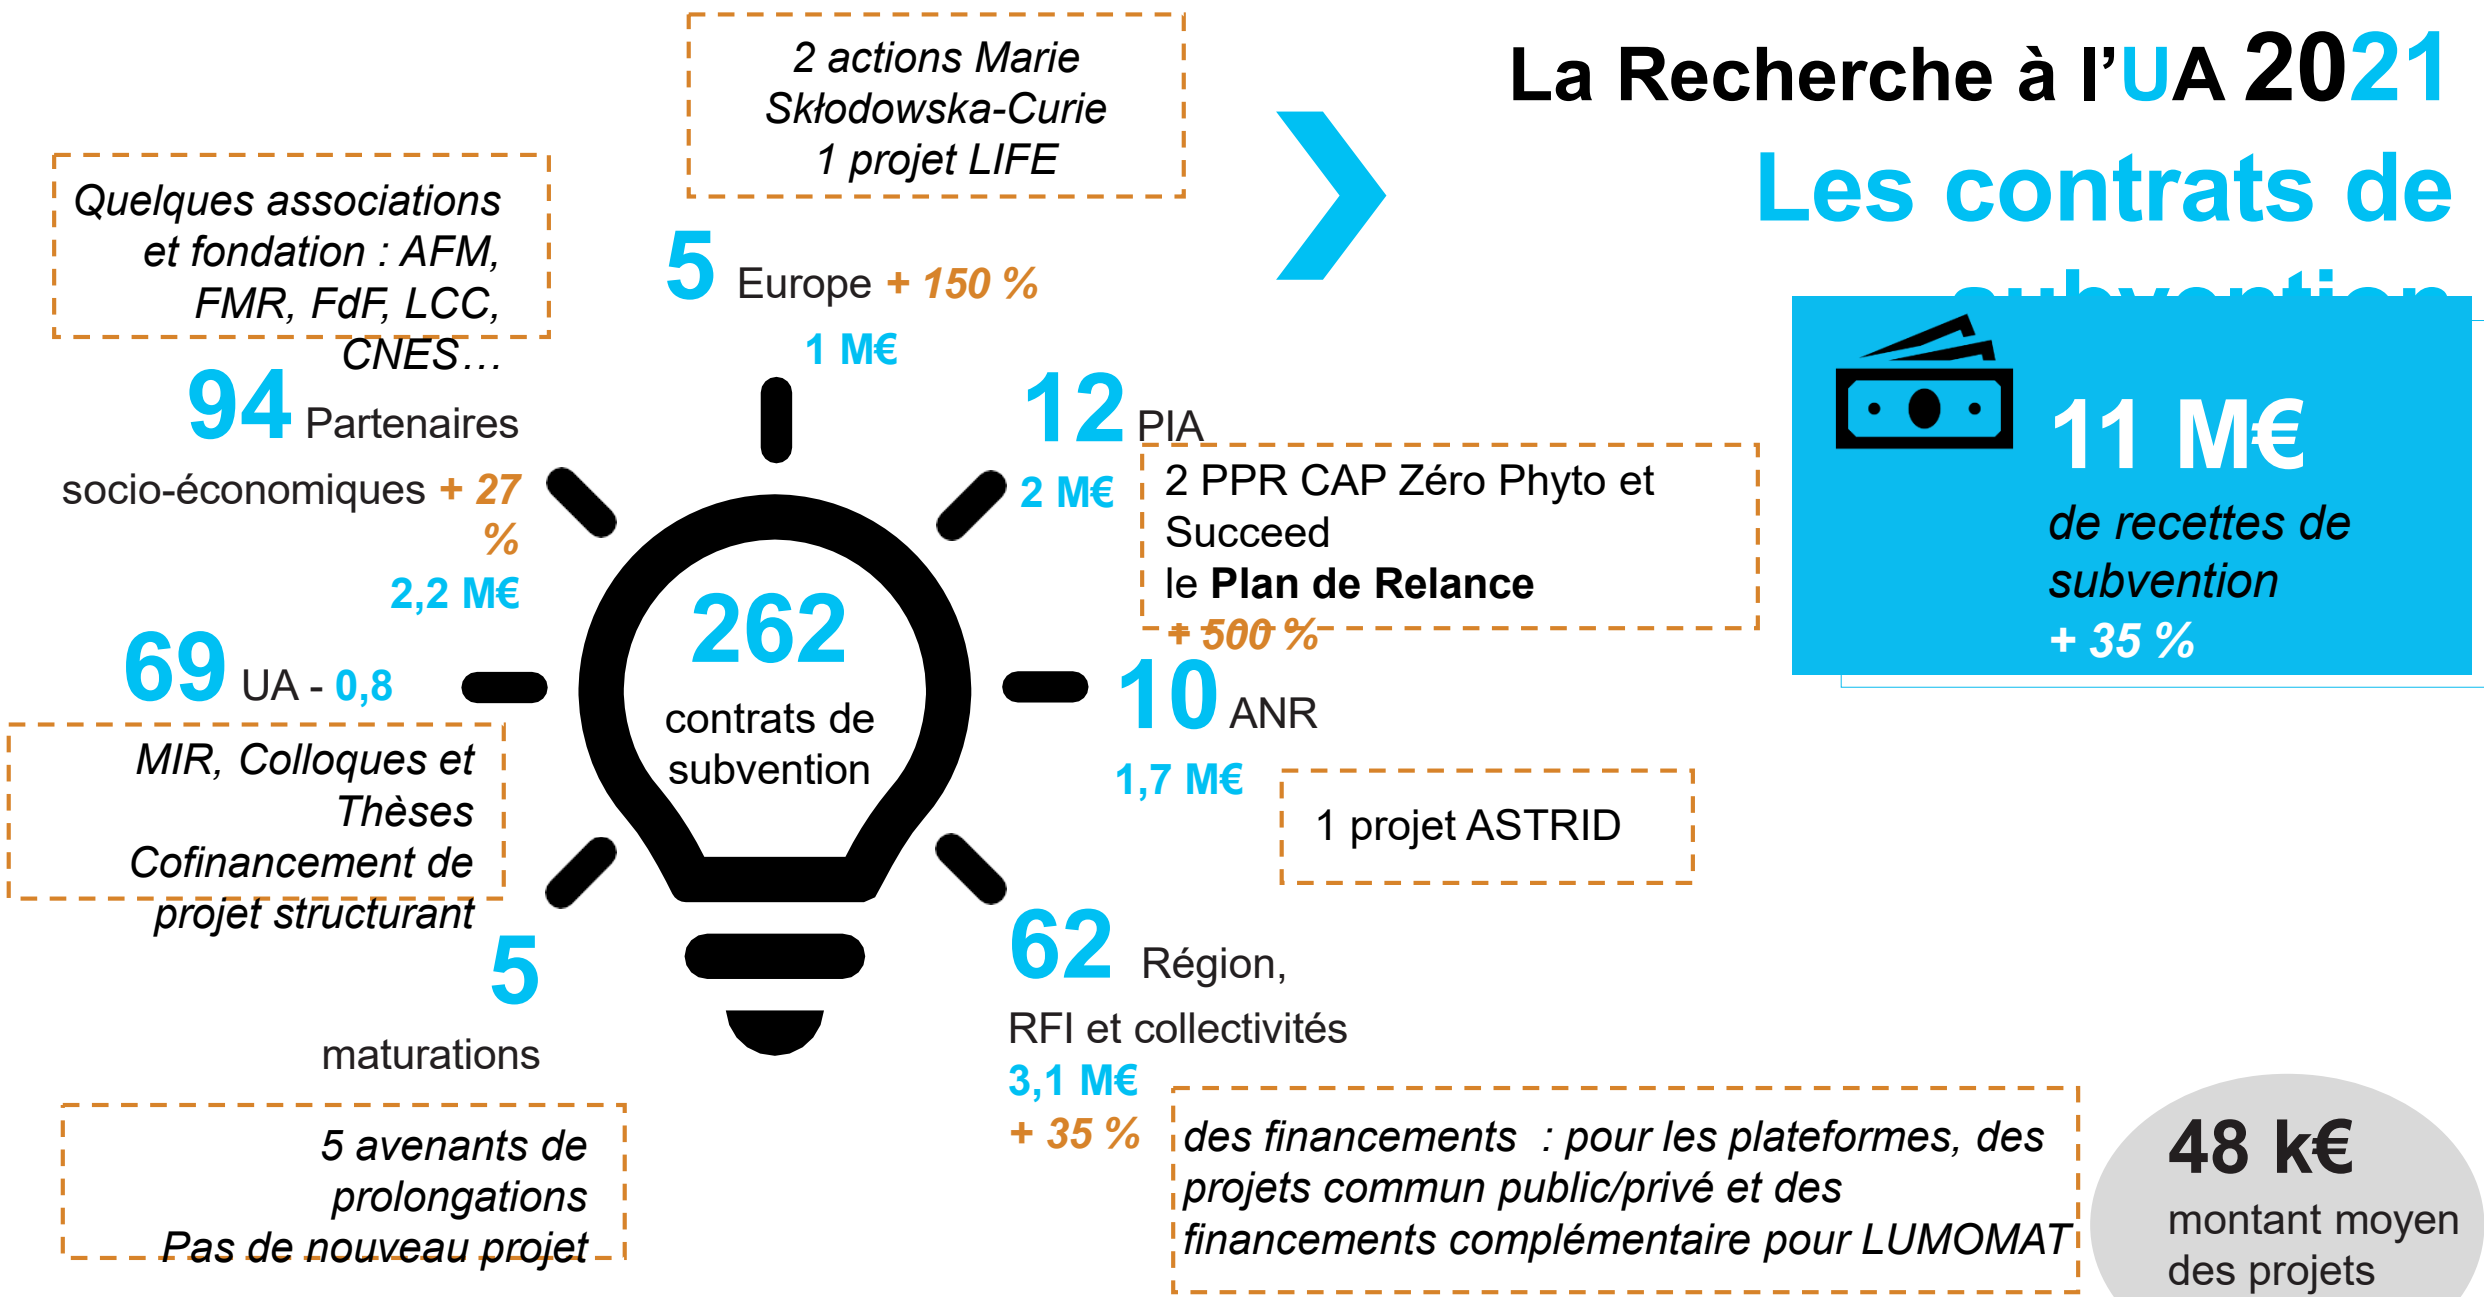 La Recherche à l’UA 2021
Les contrats de
subvention
2 actions Marie
Skłodowska-Curie
1 projet LIFE
5 Europe + 150 %
1 M€
Quelques associations
et fondation : AFM,
FMR, FdF, LCC,
CNES…
94 Partenaires
socio-économiques + 27
%
2,2 M€
12 PIA
2 M€
2 PPR CAP Zéro Phyto et
Succeed
le Plan de Relance
+ 500 %
11 M€
de recettes de
subvention
+ 35 %
262
contrats de
subvention
69 UA - 0,8
MIR, Colloques et
Thèses
Cofinancement de
projet structurant
10 ANR
1,7 M€
1 projet ASTRID
5
maturations
5 avenants de
prolongations
Pas de nouveau projet
62 Région,
RFI et collectivités
3,1 M€
+ 35 %
des financements  : pour les plateformes, des
projets commun public/privé et des
financements complémentaire pour LUMOMAT
48 k€
montant moyen
des projets